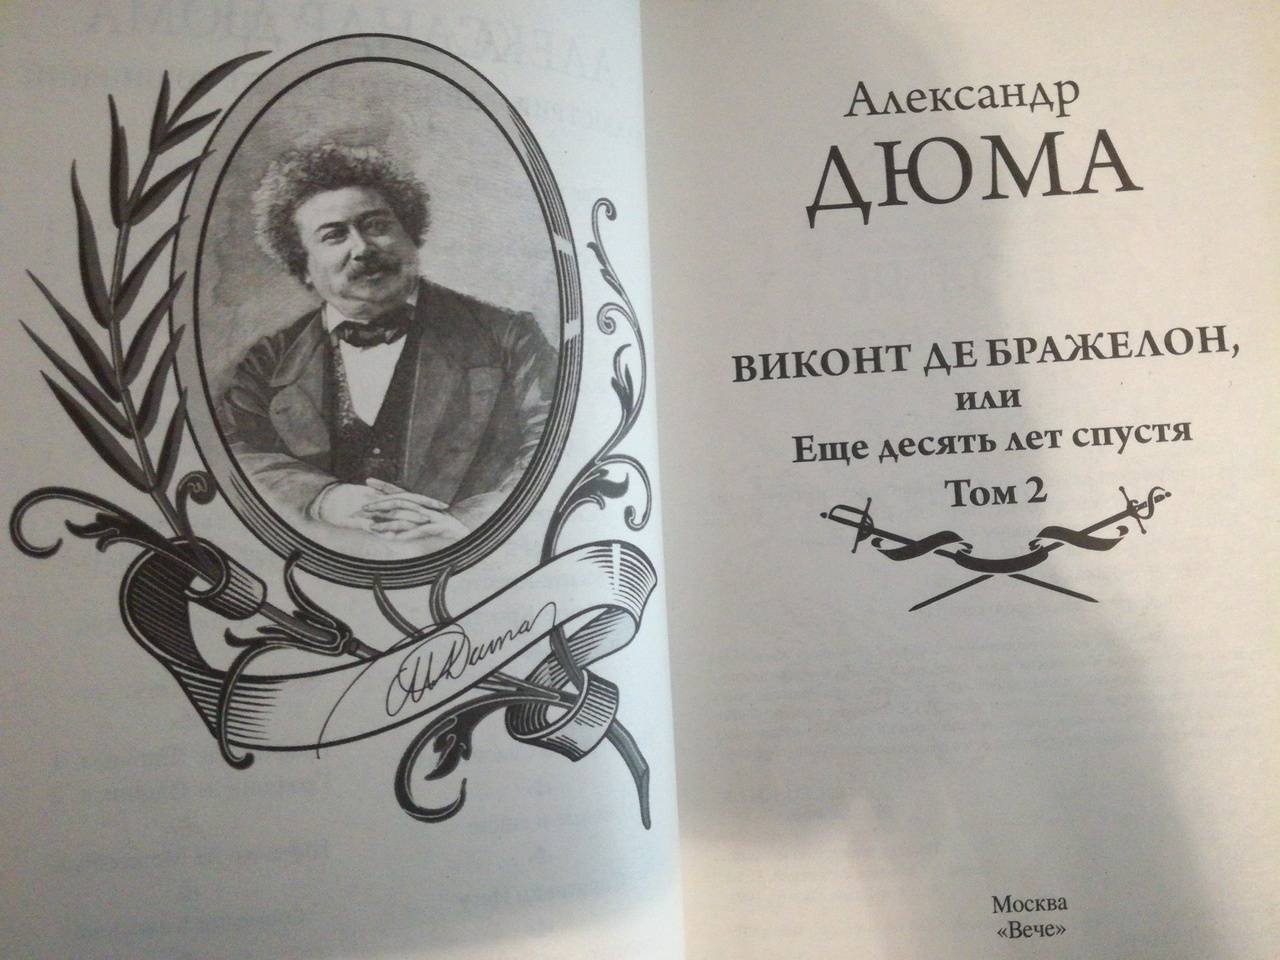 Александр
ДЮМА
ВИКОНТ ДЕ БРАЖЕЛОН,
или
Еще десять лет спустя
Том 2
Москва
«Вече»